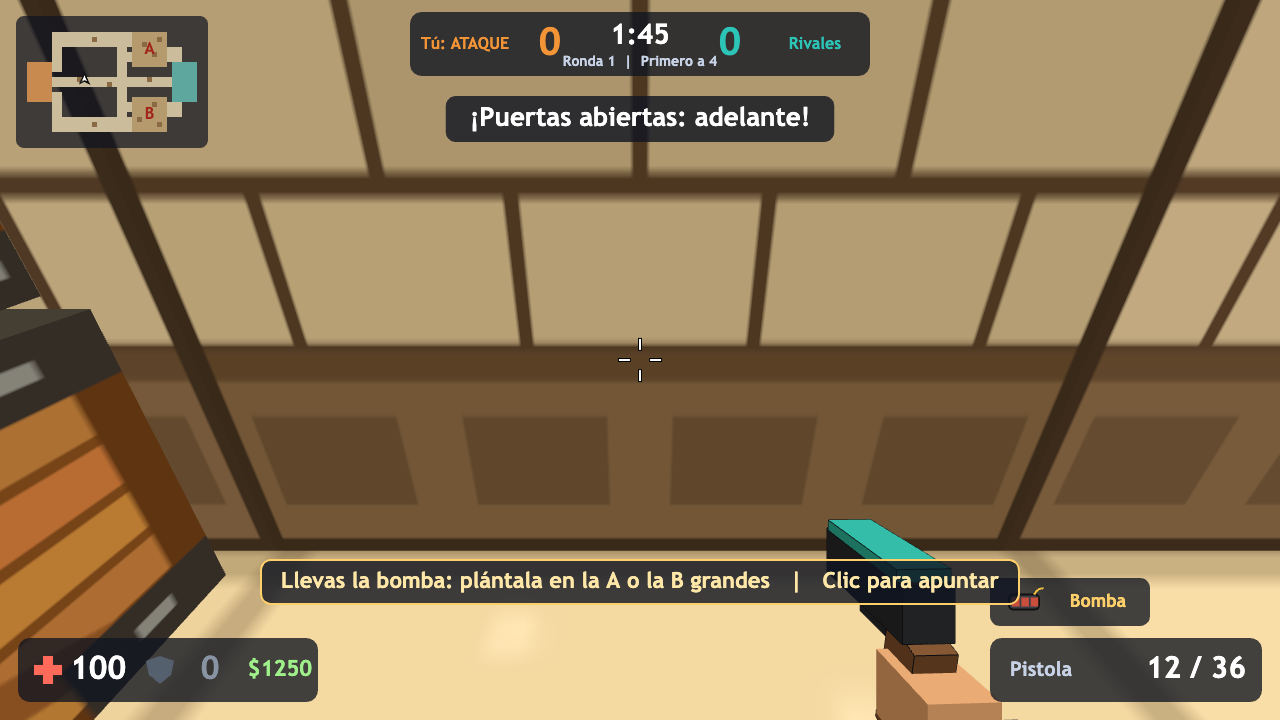 A
B
Tú: ATAQUE 0 1:45 0 Rivales
Ronda 1 | Primero a 4
¡Puertas abiertas: adelante!
Llevas la bomba: plántala en la A o la B grandes | Clic para apuntar
Bomba
100 0 $1250
Pistola 12 / 36